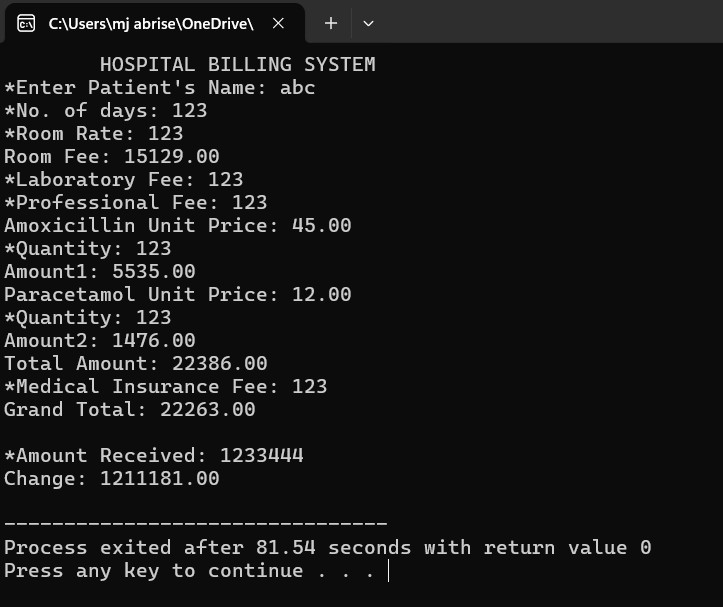 C:\Users\mj abrise\OneDrive\
HOSPITAL BILLING SYSTEM
*Enter Patient's Name: abc
*No. of days: 123
*Room Rate: 123
Room Fee: 15129.00
*Laboratory Fee: 123
*Professional Fee: 123
Amoxicillin Unit Price: 45.00
*Quantity: 123
Amount1: 5535.00
Paracetamol Unit Price: 12.00
*Quantity: 123
Amount2: 1476.00
Total Amount: 22386.00
*Medical Insurance Fee: 123
Grand Total: 22263.00
*Amount Received: 1233444
Change: 1211181.00
--------------------------------
Process exited after 81.54 seconds with return value 0
Press any key to continue . . .